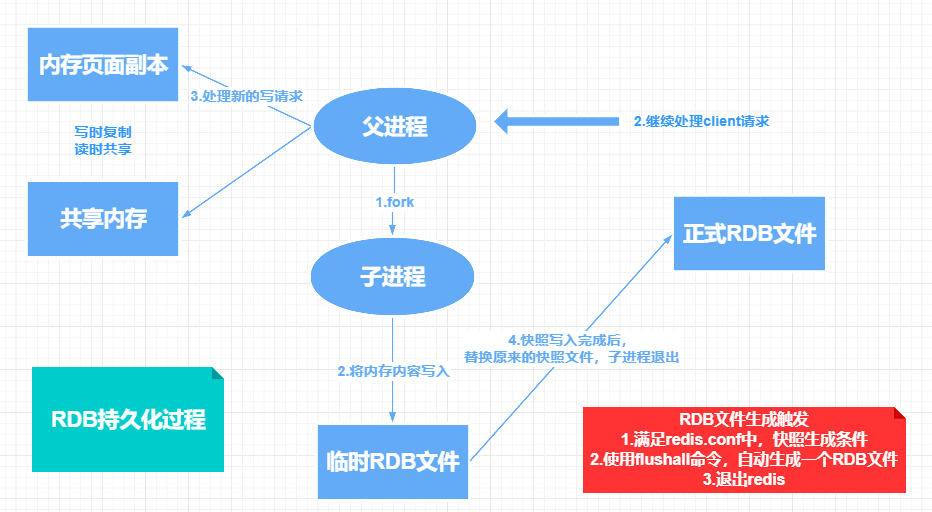 内存页面副本
3.处理新的写请求
写时复制
读时共享
父进程
2.继续处理client请求
共享内存
1.fork
正式RDB文件
子进程
2.将内存内容写入
4.快照写入完成后，
替换原来的快照文件，子进程退出
RDB持久化过程
临时RDB文件
RDB文件生成触发
1.满足redis.conf中，快照生成条件
2.使用flushall命令，自动生成一个RDB文件
3.退出redis